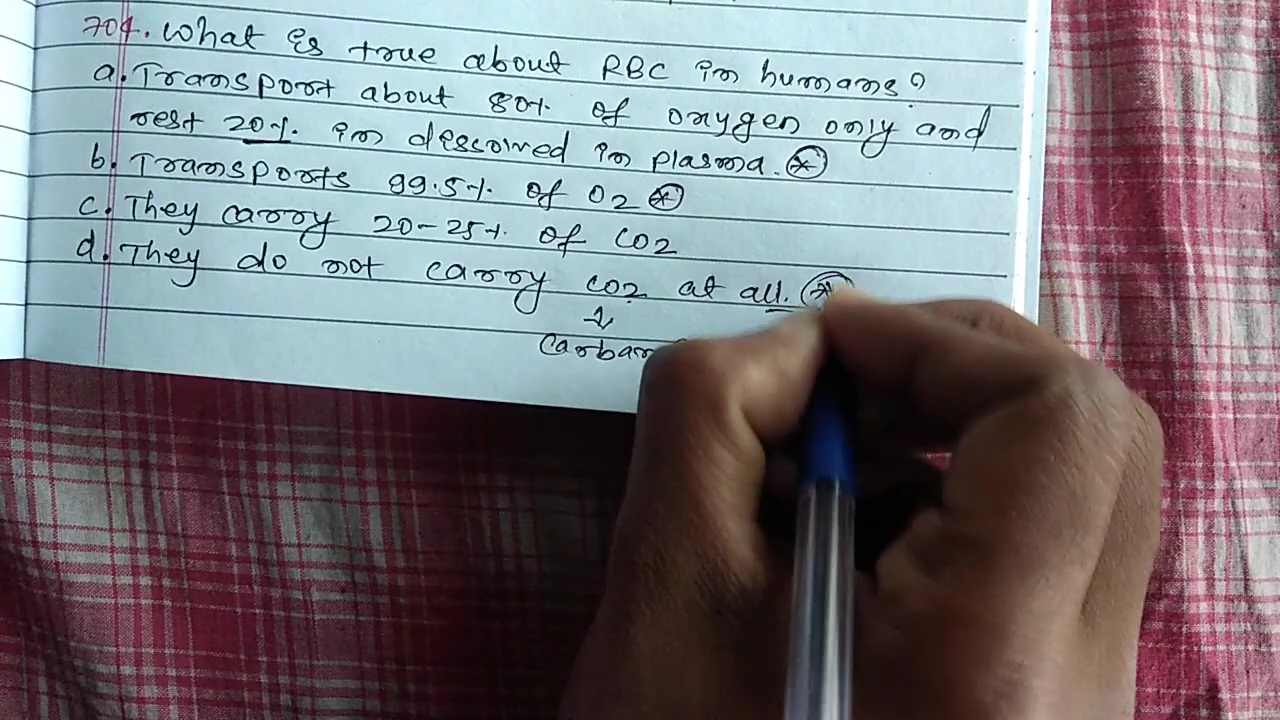 704. What is true about RBC in humans?
a. Transport about 80% of oxygen only and
rest 20% in dissolved in plasma.
b. Transports 99.5% of O2
c. They carry 20-25% of CO2
d. They do not carry CO2 at all.